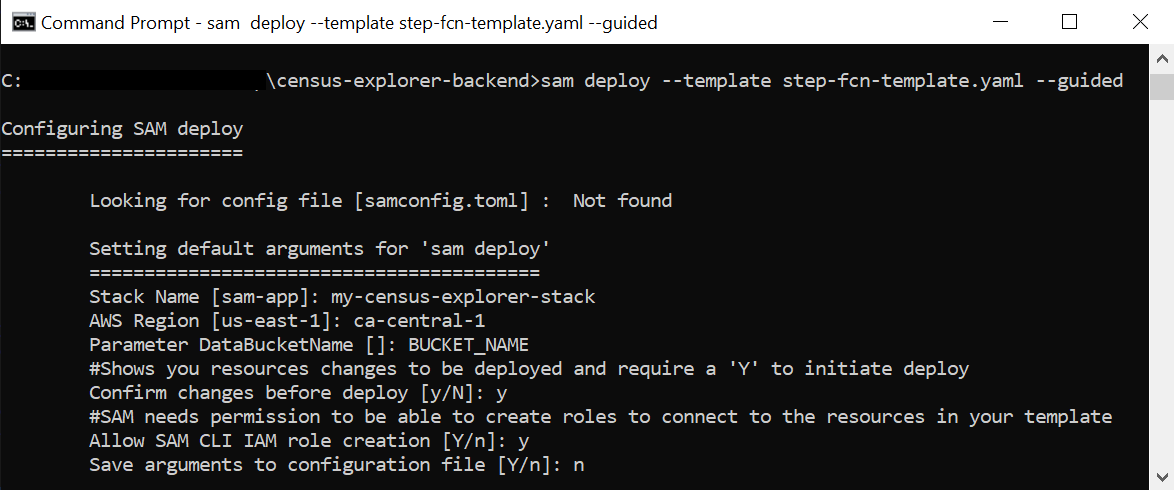 Command Prompt - sam  deploy --template step-fcn-template.yaml --guided
C:\census-explorer-backend>sam deploy --template step-fcn-template.yaml --guided
Configuring SAM deploy
======================
Looking for config file [samconfig.toml] :  Not found
Setting default arguments for 'sam deploy'
=========================================
Stack Name [sam-app]: my-census-explorer-stack
AWS Region [us-east-1]: ca-central-1
Parameter DataBucketName []: BUCKET_NAME
#Shows you resources changes to be deployed and require a 'Y' to initiate deploy
Confirm changes before deploy [y/N]: y
#SAM needs permission to be able to create roles to connect to the resources in your template
Allow SAM CLI IAM role creation [Y/n]: y
Save arguments to configuration file [Y/n]: n